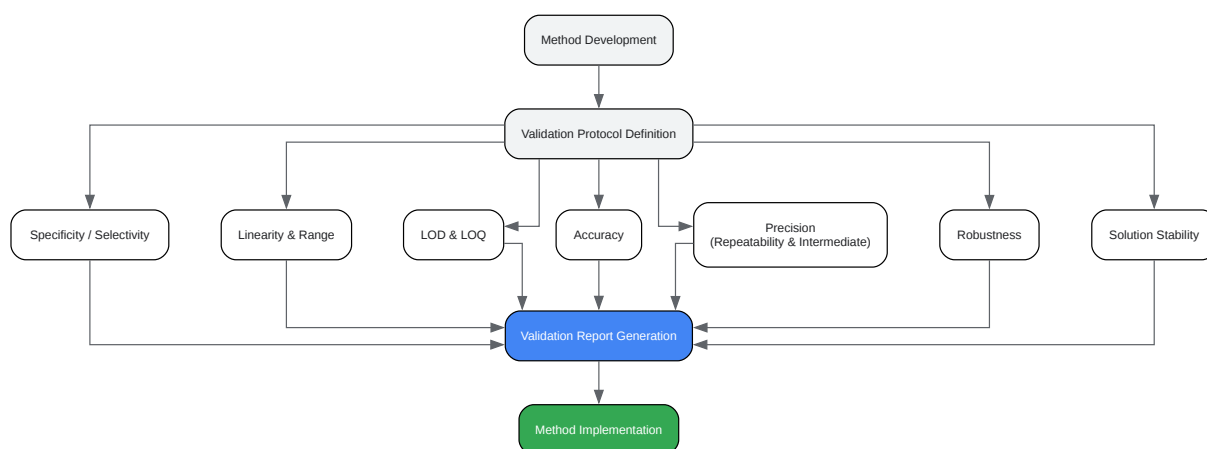 Method Development
Validation Protocol Definition
Specificity / Selectivity
Linearity & Range
LOD & LOQ
Accuracy
Precision
(Repeatability & Intermediate)
Robustness
Solution Stability
Validation Report Generation
Method Implementation